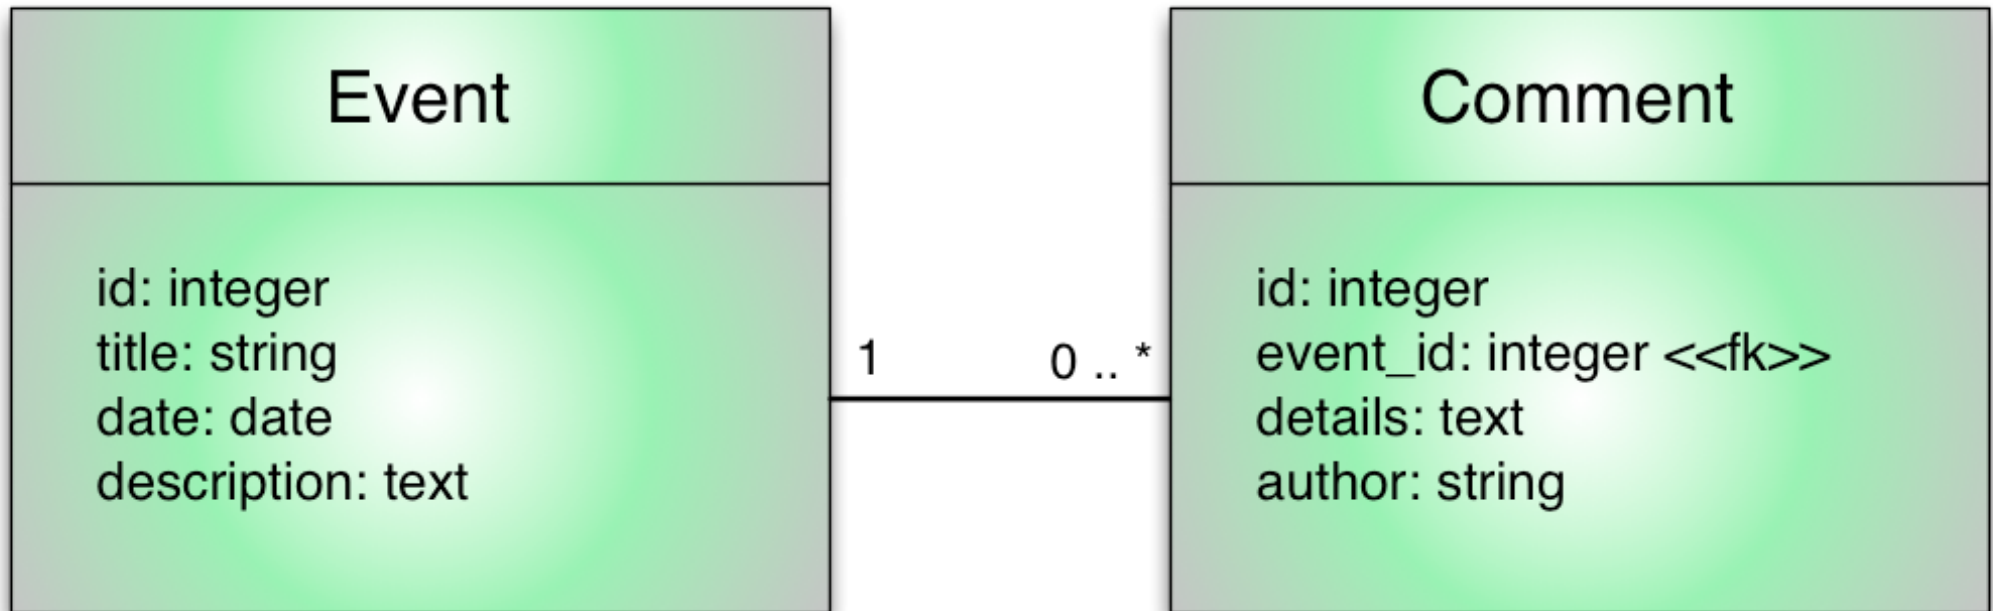 Event
id: integer
title: string
date: date
description: text
1
0 .. *
Comment
id: integer
event_id: integer <<fk>>
details: text
author: string